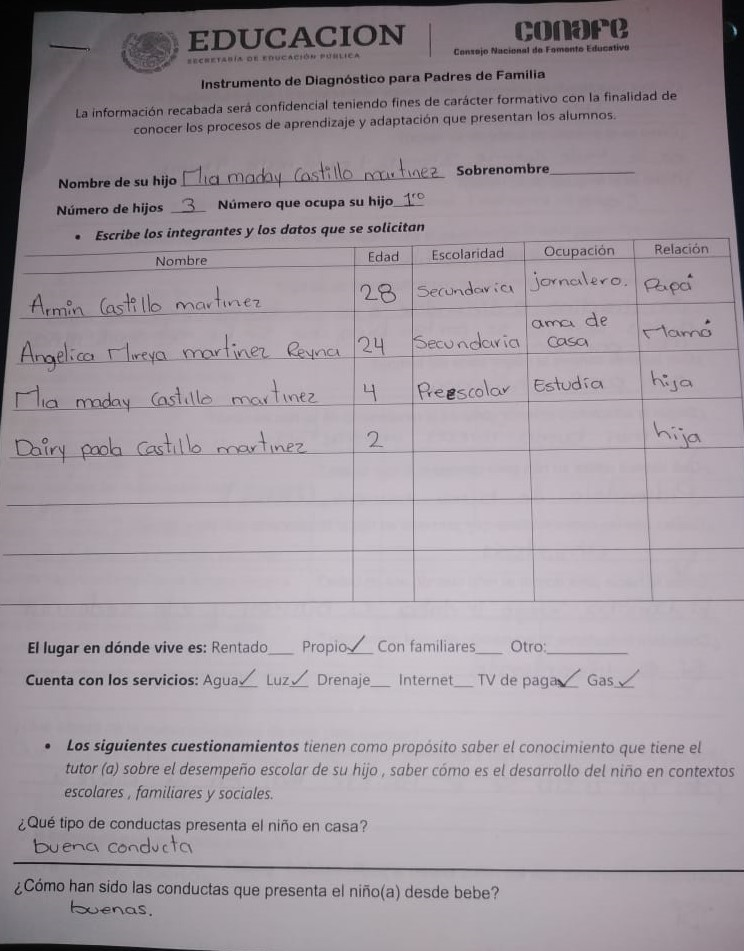 EDUCACION
SECRETARÍA DE EDUCACIÓN PÚBLICA
CONAFE
Consejo Nacional de Fomento Educativo
Instrumento de Diagnóstico para Padres de Familia
La información recabada será confidencial teniendo fines de carácter formativo con la finalidad de
conocer los procesos de aprendizaje y adaptación que presentan los alumnos.
Nombre de su hijo Mia maday Castillo martinez Sobrenombre
Número de hijos 3 Número que ocupa su hijo 1ro
• Escribe los integrantes y los datos que se solicitan
Nombre Edad Escolaridad Ocupación Relación
Armin Castillo martinez 28 Secundaria jornalero. Papá
Angelica Mireya martinez Reyna 24 Secundaria ama de casa Mamá
Mia maday Castillo martinez 4 Preescolar Estudia hija
Dairy paola Castillo martinez 2 hija
El lugar en dónde vive es: Rentado___ Propio✓ Con familiares___ Otro:___
Cuenta con los servicios: Agua✓ Luz✓ Drenaje__ Internet__ TV de paga✓ Gas✓
• Los siguientes cuestionamientos tienen como propósito saber el conocimiento que tiene el
tutor (a) sobre el desempeño escolar de su hijo , saber cómo es el desarrollo del niño en contextos
escolares , familiares y sociales.
¿Qué tipo de conductas presenta el niño en casa?
buena conducta
¿Cómo han sido las conductas que presenta el niño(a) desde bebe?
buenas.